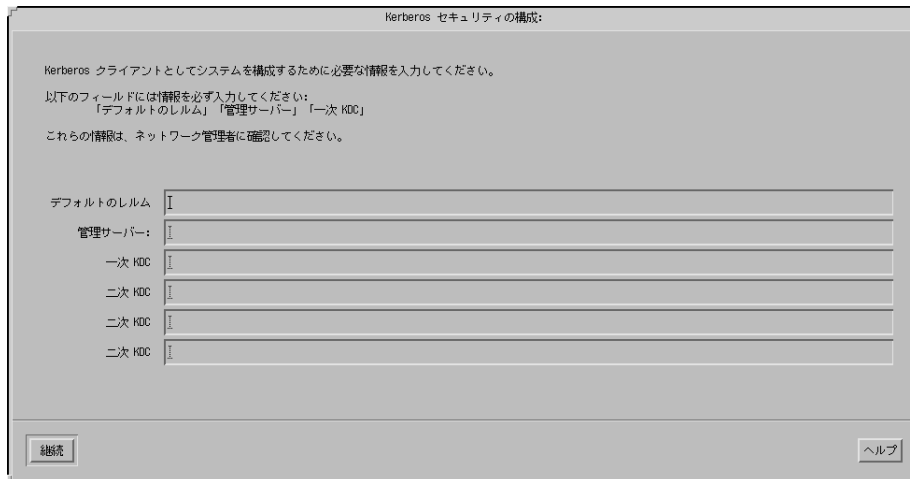 Kerberos セキュリティの構成:
Kerberos クライアントとしてシステムを構成するために必要な情報を入力してください。
以下のフィールドには情報を必ず入力してください:
「デフォルトのレルム」「管理サーバー」「一次 KDC」
これらの情報は、ネットワーク管理者に確認してください。
デフォルトのレルム
管理サーバー:
一次 KDC
二次 KDC
二次 KDC
二次 KDC
継続
ヘルプ